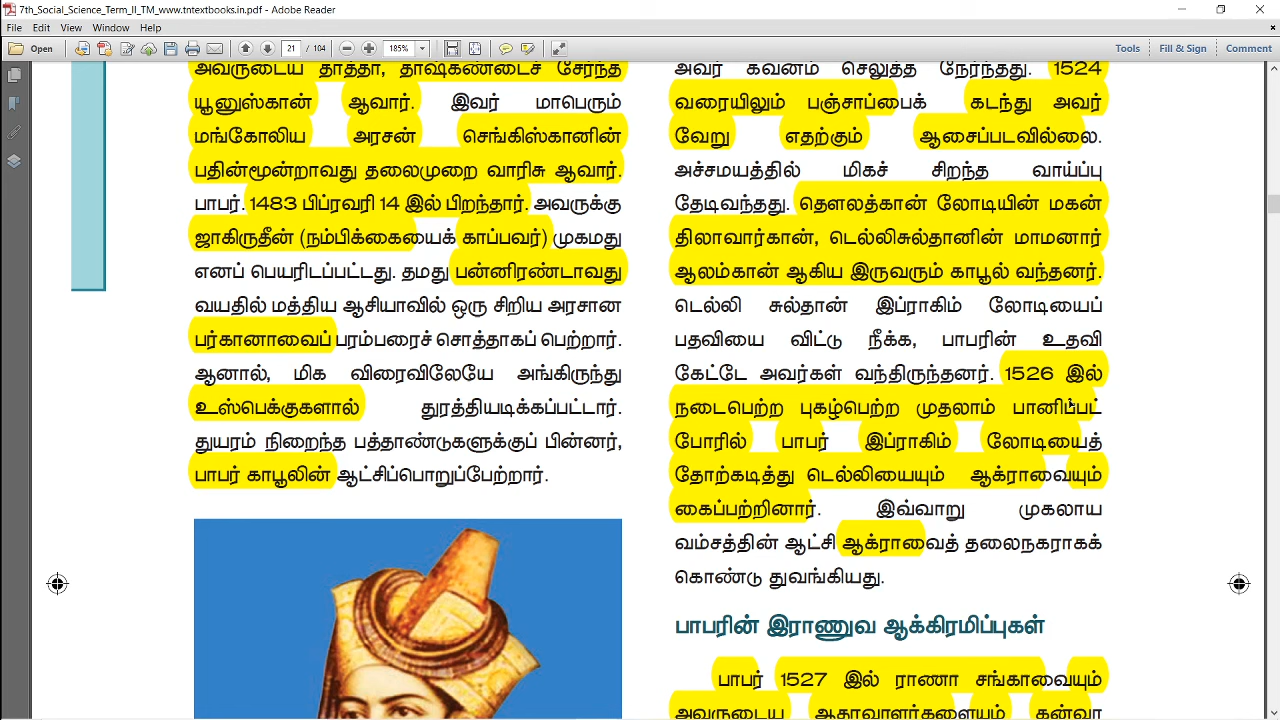 7th_Social_Science_Term_II_TM_www.tntextbooks.in.pdf - Adobe Reader
File Edit View Window Help
Open 21 / 104 185% Tools Fill & Sign Comment
அவருடைய தாத்தா, தாஷ்கண்டைச் சேர்ந்த
யூனுஸ்கான் ஆவார். இவர் மாபெரும்
மங்கோலிய அரசன் செங்கிஸ்கானின்
பதின்மூன்றாவது தலைமுறை வாரிசு ஆவார்.
பாபர். 1483 பிப்ரவரி 14 இல் பிறந்தார். அவருக்கு
ஜாகிருதீன் (நம்பிக்கையைக் காப்பவர்) முகமது
எனப் பெயரிடப்பட்டது. தமது பன்னிரண்டாவது
வயதில் மத்திய ஆசியாவில் ஒரு சிறிய அரசான
பர்கானாவைப் பரம்பரைச் சொத்தாகப் பெற்றார்.
ஆனால், மிக விரைவிலேயே அங்கிருந்து
உஸ்பெக்குகளால் துரத்தியடிக்கப்பட்டார்.
துயரம் நிறைந்த பத்தாண்டுகளுக்குப் பின்னர்,
பாபர் காபூலின் ஆட்சிப்பொறுப்பேற்றார்.
அவர் கவனம் செலுத்த நேர்ந்தது. 1524
வரையிலும் பஞ்சாப்பைக் கடந்து அவர்
வேறு எதற்கும் ஆசைப்படவில்லை.
அச்சமயத்தில் மிகச் சிறந்த வாய்ப்பு
தேடிவந்தது. தௌலத்கான் லோடியின் மகன்
திலாவார்கான், டெல்லிசுல்தானின் மாமனார்
ஆலம்கான் ஆகிய இருவரும் காபூல் வந்தனர்.
டெல்லி சுல்தான் இப்ராகிம் லோடியைப்
பதவியை விட்டு நீக்க, பாபரின் உதவி
கேட்டே அவர்கள் வந்திருந்தனர். 1526 இல்
நடைபெற்ற புகழ்பெற்ற முதலாம் பானிப்பட்
போரில் பாபர் இப்ராகிம் லோடியைத்
தோற்கடித்து டெல்லியையும் ஆக்ராவையும்
கைப்பற்றினார். இவ்வாறு முகலாய
வம்சத்தின் ஆட்சி ஆக்ராவைத் தலைநகராகக்
கொண்டு துவங்கியது.
பாபரின் இராணுவ ஆக்கிரமிப்புகள்
பாபர் 1527 இல் ராணா சங்காவையும்
அவருடைய ஆதரவாளர்களையும் கன்வா